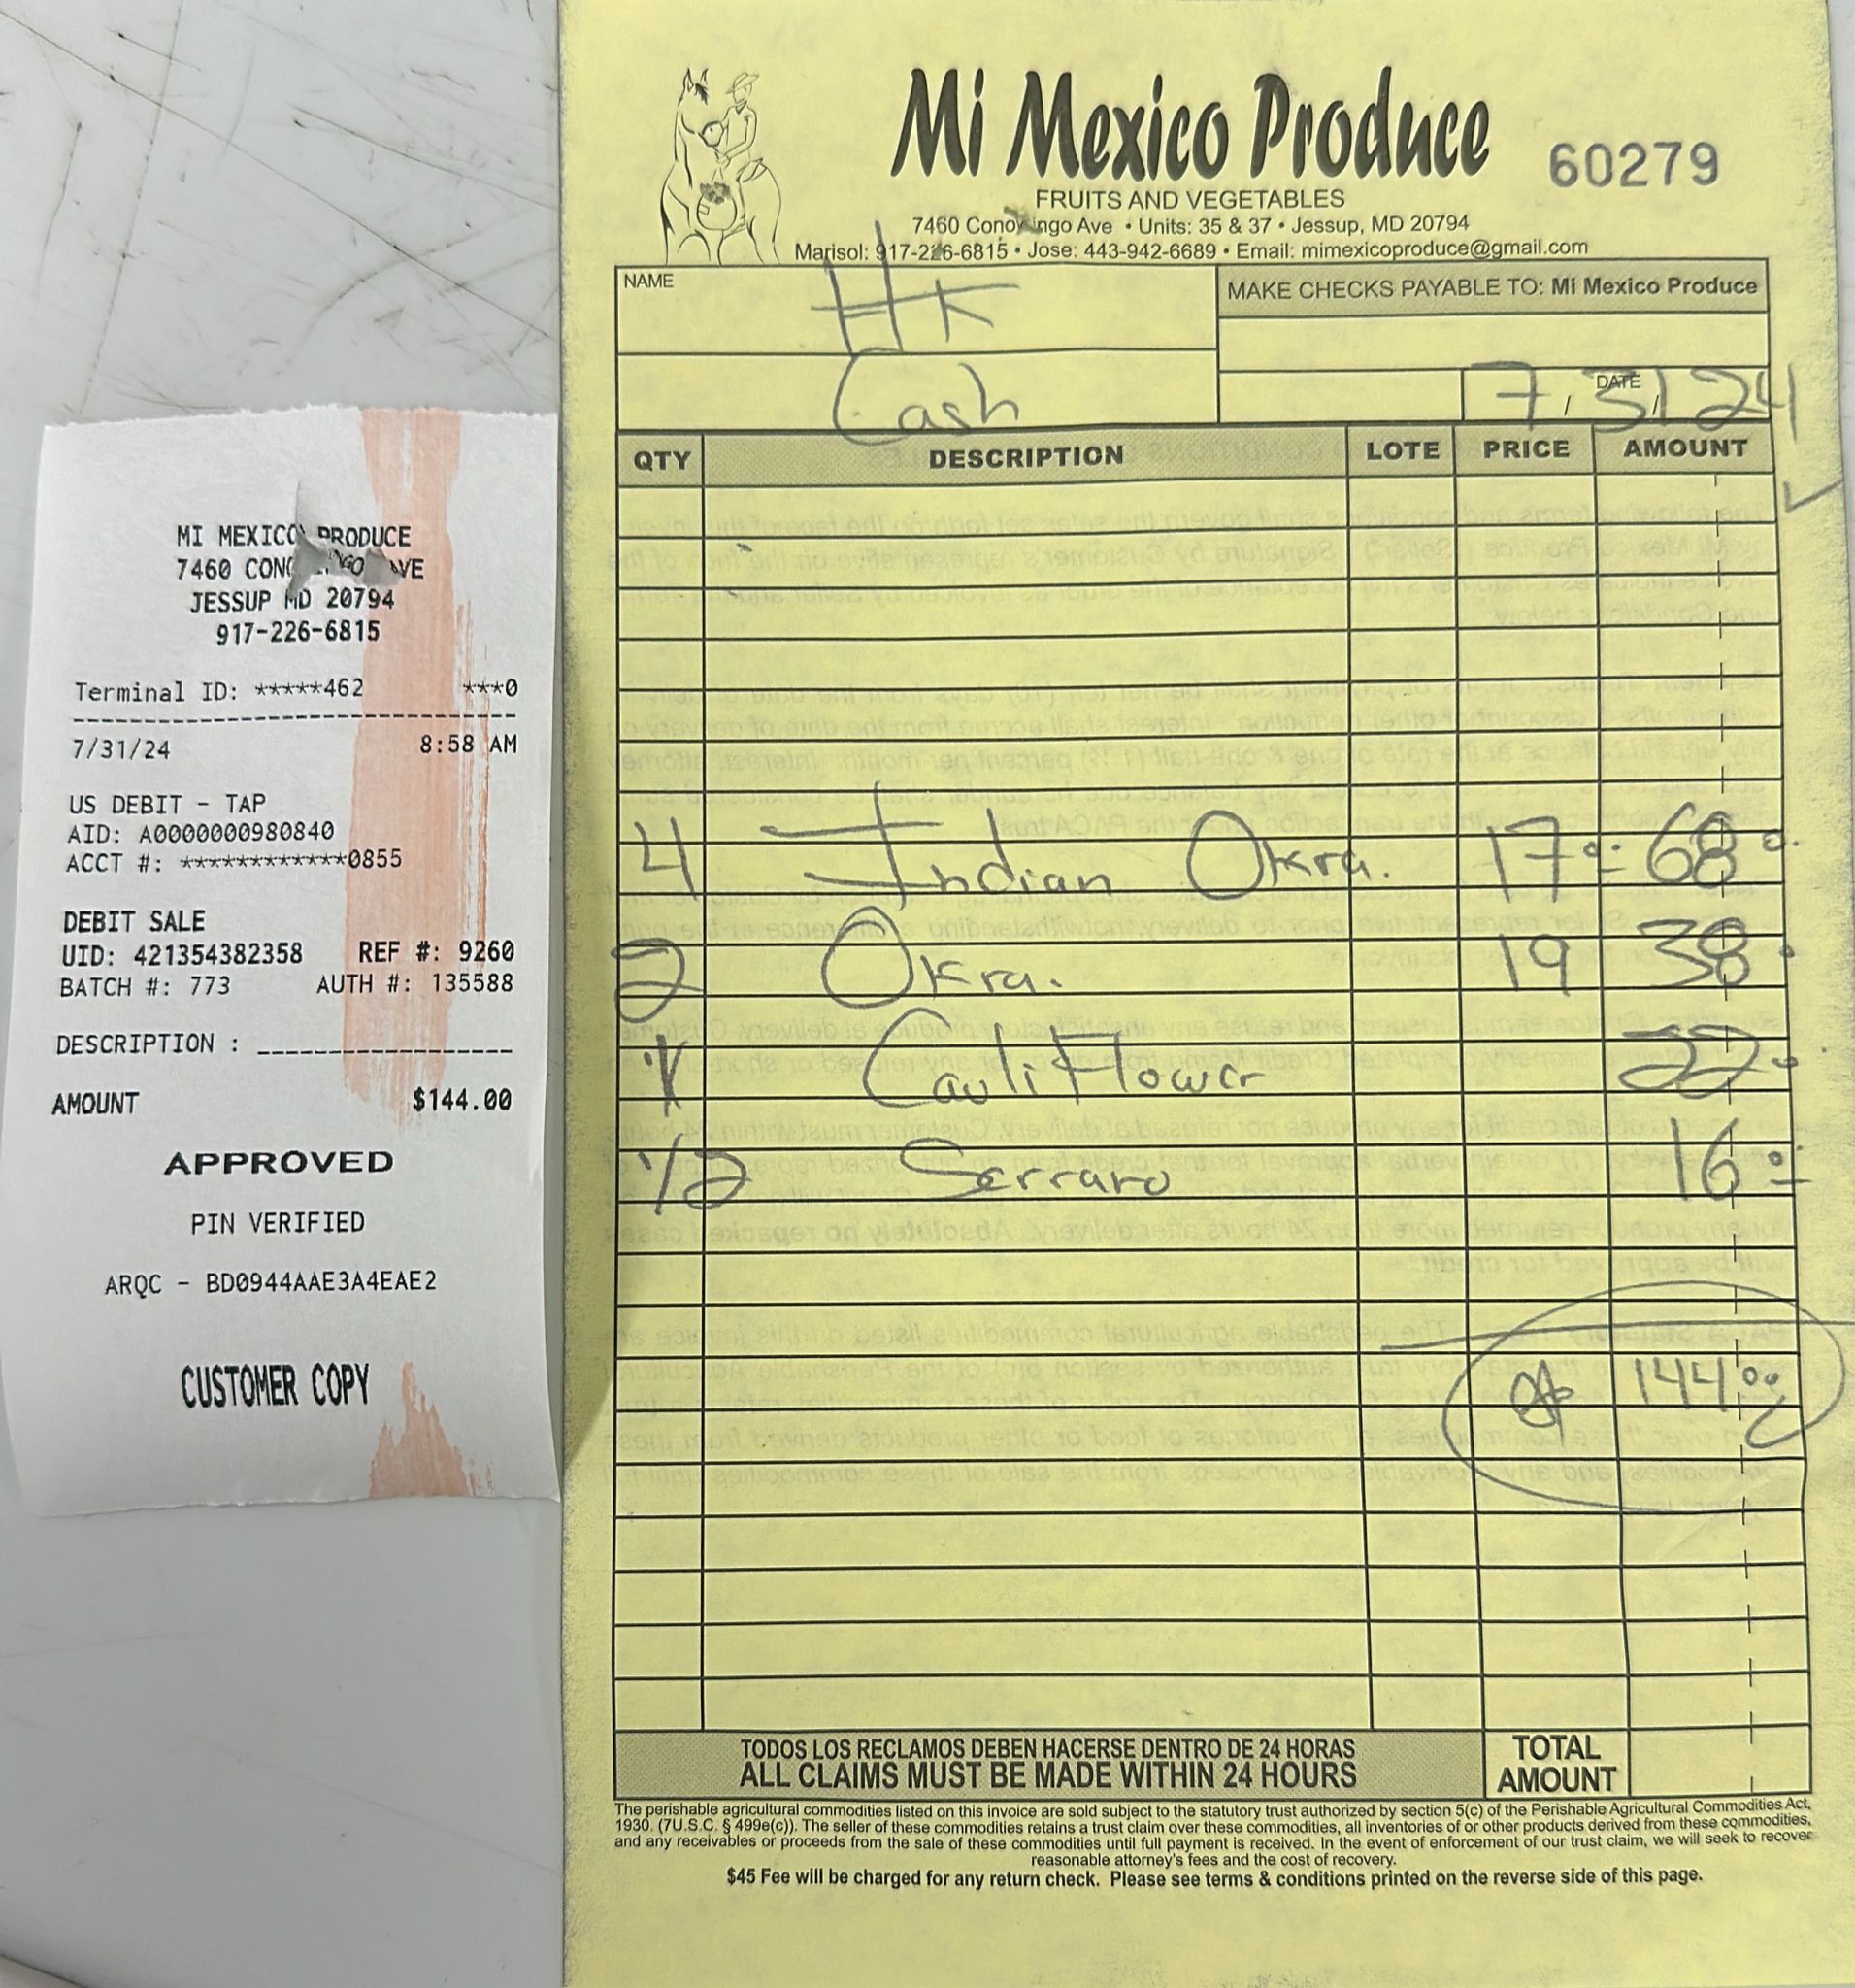 MI MEXICO PRODUCE
7460 CONOWINGO AVE
JESSUP MD 20794
917-226-6815
Terminal ID: *****462 ***0
7/31/24 8:58 AM
US DEBIT - TAP
AID: A0000000980840
ACCT #: ************0855
DEBIT SALE
UID: 421354382358 REF #: 9260
BATCH #: 773 AUTH #: 135588
DESCRIPTION :
AMOUNT $144.00
APPROVED
PIN VERIFIED
ARQC - BD0944AAE3A4EAE2
CUSTOMER COPY
Mi Mexico Produce 60279
FRUITS AND VEGETABLES
7460 Conowingo Ave • Units: 35 & 37 • Jessup, MD 20794
Marisol: 917-226-6815 • Jose: 443-942-6689 • Email: mimexicoproduce@gmail.com
NAME HK
MAKE CHECKS PAYABLE TO: Mi Mexico Produce
Cash
DATE 7/31/24
QTY DESCRIPTION LOTE PRICE AMOUNT
4 Indian Okra. 17.00 68.0
2 Okra. 19 38.
1 CauliFlower 22.0
1/2 Serrano 16.0
$ 144.00
TODOS LOS RECLAMOS DEBEN HACERSE DENTRO DE 24 HORAS
ALL CLAIMS MUST BE MADE WITHIN 24 HOURS
TOTAL AMOUNT
The perishable agricultural commodities listed on this invoice are sold subject to the statutory trust authorized by section 5(c) of the Perishable Agricultural Commodities Act,
1930. (7U.S.C. § 499e(c)). The seller of these commodities retains a trust claim over these commodities, all inventories of or other products derived from these commodities,
and any receivables or proceeds from the sale of these commodities until full payment is received. In the event of enforcement of our trust claim, we will seek to recover
reasonable attorney's fees and the cost of recovery.
$45 Fee will be charged for any return check. Please see terms & conditions printed on the reverse side of this page.